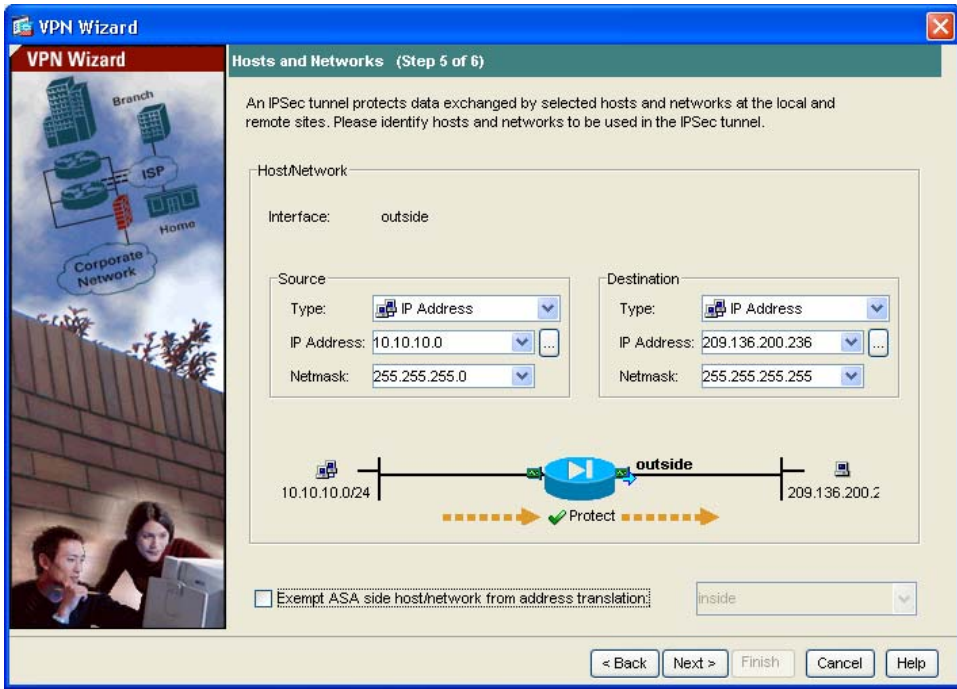 VPN Wizard
VPN Wizard
Branch
ISP
Home
Corporate
Network
Hosts and Networks (Step 5 of 6)
An IPSec tunnel protects data exchanged by selected hosts and networks at the local and
remote sites. Please identify hosts and networks to be used in the IPSec tunnel.
Host/Network
Interface: outside
Source
Type: IP Address
IP Address: 10.10.10.0 ...
Netmask: 255.255.255.0
Destination
Type: IP Address
IP Address: 209.136.200.236 ...
Netmask: 255.255.255.255
outside
10.10.10.0/24
209.136.200.2
Protect
Exempt ASA side host/network from address translation: inside
< Back Next > Finish Cancel Help